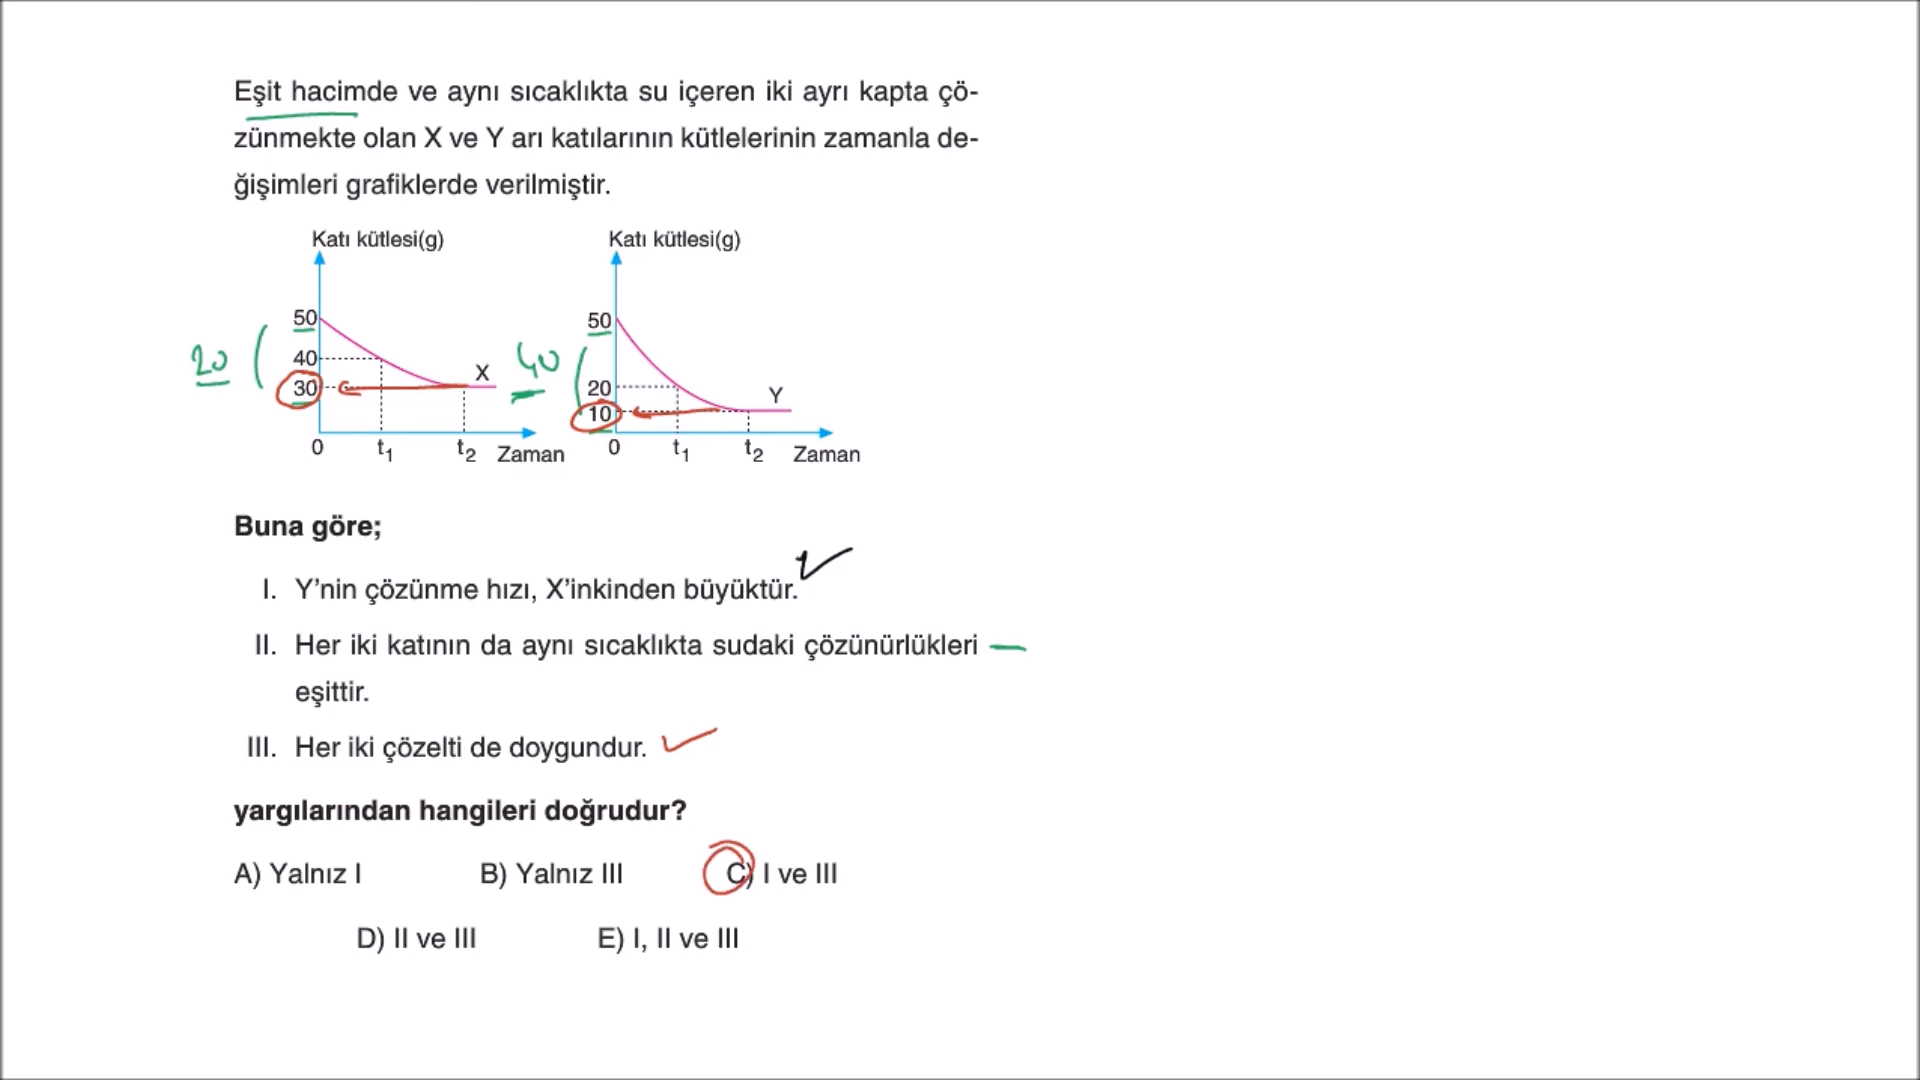 Eşit hacimde ve aynı sıcaklıkta su içeren iki ayrı kapta çö-
zünmekte olan X ve Y arı katılarının kütlelerinin zamanla de-
ğişimleri grafiklerde verilmiştir.
Katı kütlesi(g)
50
40
30
20
X
0 t1 t2 Zaman
Katı kütlesi(g)
50
20
10
40
Y
0 t1 t2 Zaman
Buna göre;
I. Y’nin çözünme hızı, X’inkinden büyüktür.
II. Her iki katının da aynı sıcaklıkta sudaki çözünürlükleri
eşittir.
III. Her iki çözelti de doygundur.
yargılarından hangileri doğrudur?
A) Yalnız I B) Yalnız III C) I ve III
D) II ve III E) I, II ve III